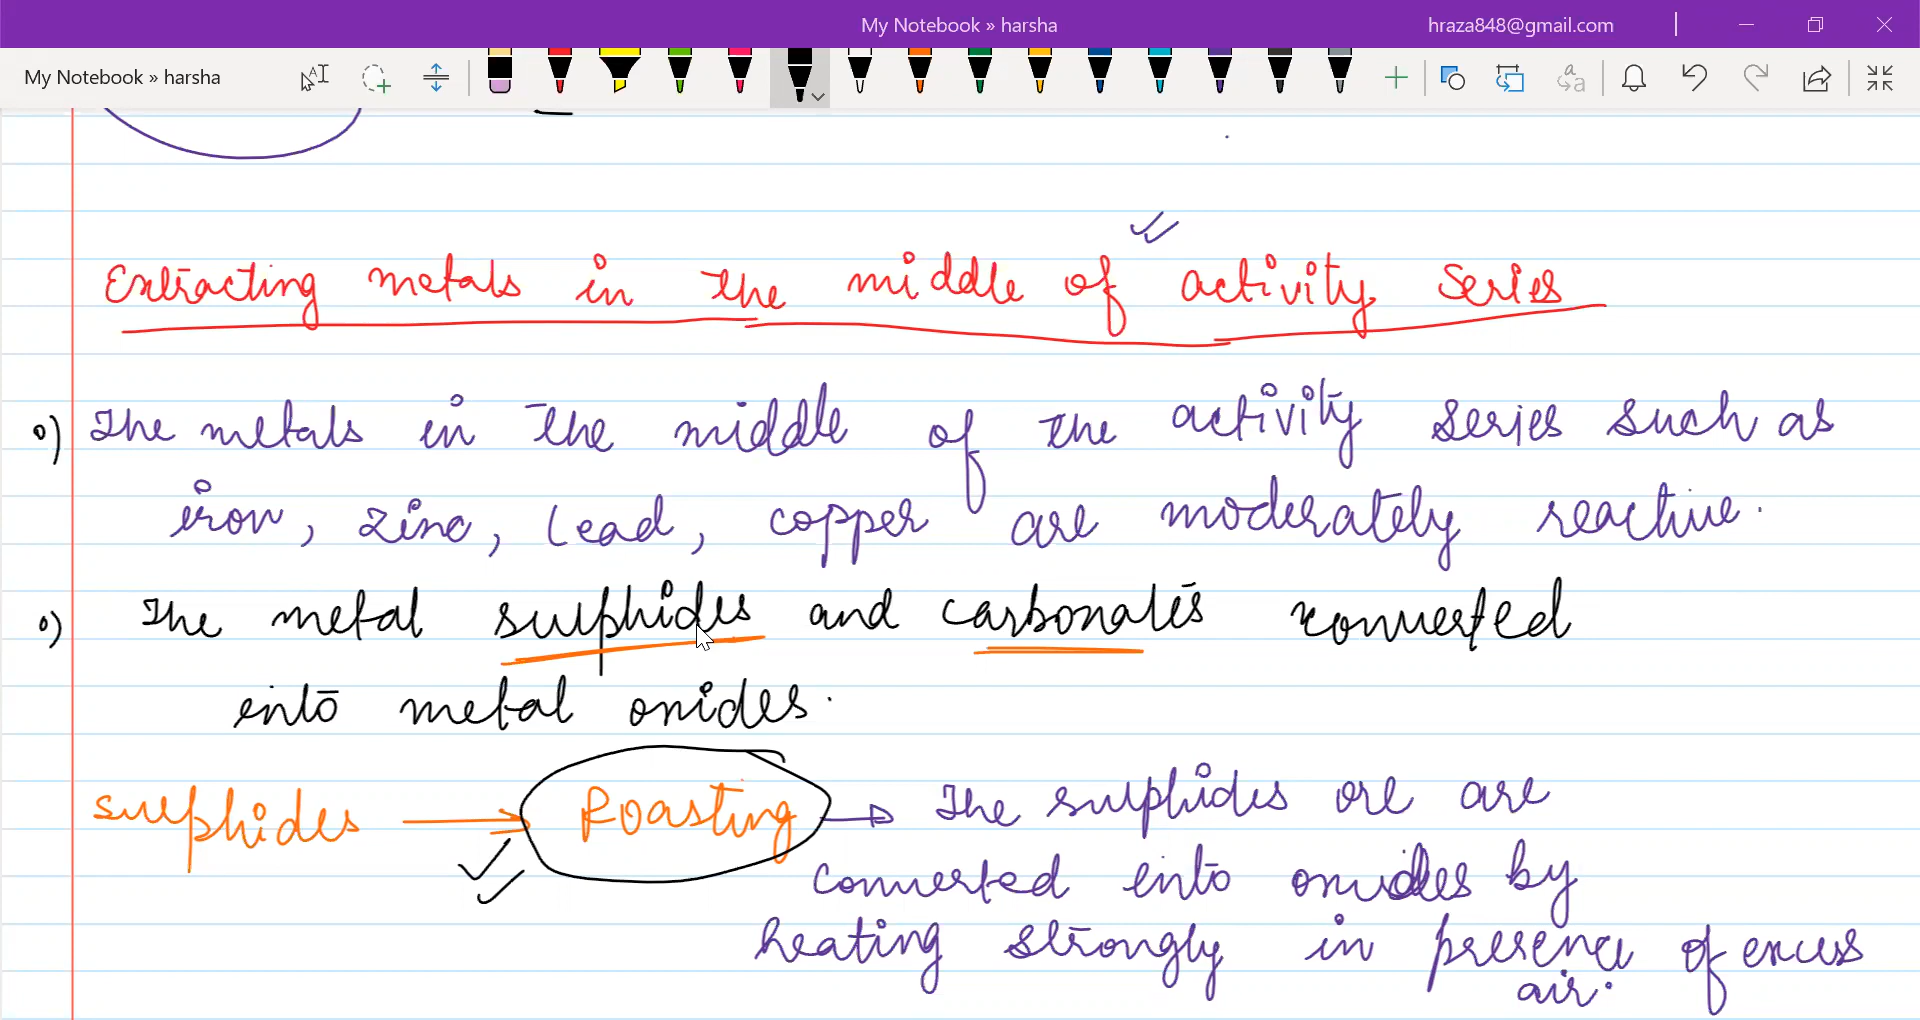 My Notebook » harsha
hraza848@gmail.com
My Notebook » harsha
Extracting metals in the middle of activity series
o) The metals in the middle of the activity series such as
iron, zinc, lead, copper are moderately reactive.
o) The metal sulphides and carbonates converted
into metal oxides.
sulphides → Roasting → The sulphides ore are
converted into oxides by
heating strongly in presence of excess
air.